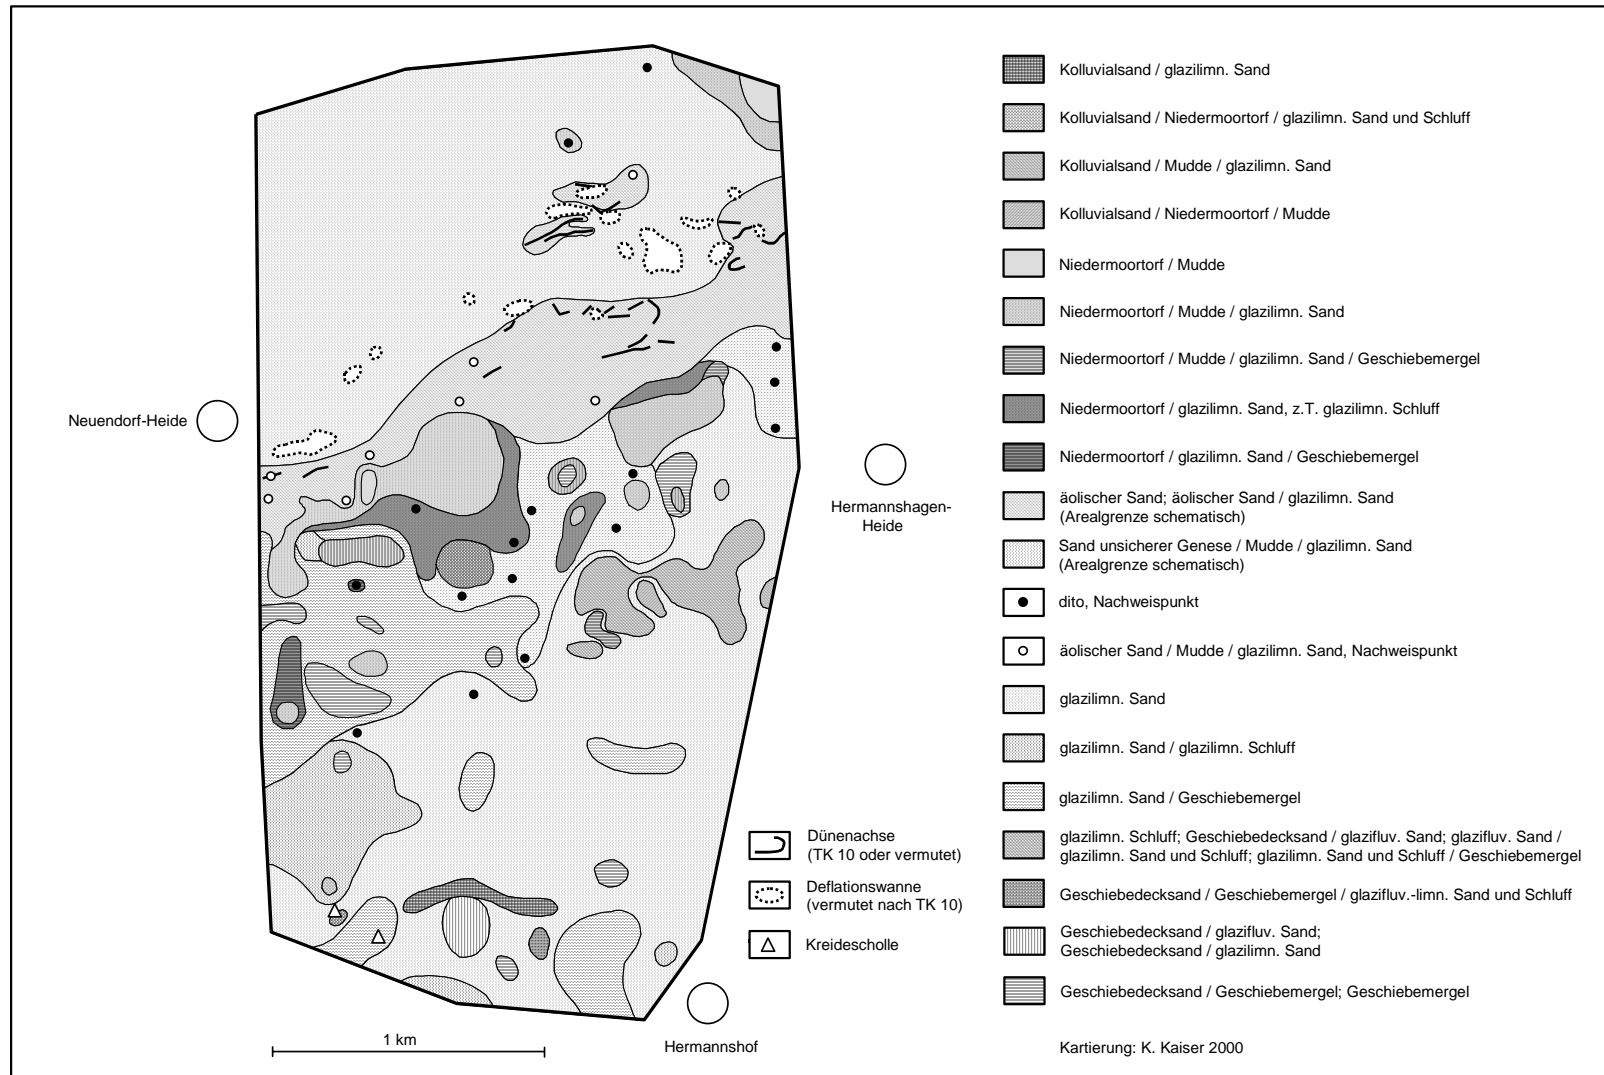 Kolluvialsand / glazilimn. Sand
Kolluvialsand / Niedermoortorf / glazilimn. Sand und Schluff
Kolluvialsand / Mudde / glazilimn. Sand
Kolluvialsand / Niedermoortorf / Mudde
Niedermoortorf / Mudde
Niedermoortorf / Mudde / glazilimn. Sand
Niedermoortorf / Mudde / glazilimn. Sand / Geschiebemergel
Niedermoortorf / glazilimn. Sand, z.T. glazilimn. Schluff
Niedermoortorf / glazilimn. Sand / Geschiebemergel
äolischer Sand; äolischer Sand / glazilimn. Sand
(Arealgrenze schematisch)
Sand unsicherer Genese / Mudde / glazilimn. Sand
(Arealgrenze schematisch)
dito, Nachweispunkt
äolischer Sand / Mudde / glazilimn. Sand, Nachweispunkt
glazilimn. Sand
glazilimn. Sand / glazilimn. Schluff
glazilimn. Sand / Geschiebemergel
glazilimn. Schluff; Geschiebedecksand / glazifluv. Sand; glazifluv. Sand /
glazilimn. Sand und Schluff; glazilimn. Sand und Schluff / Geschiebemergel
Geschiebedecksand / Geschiebemergel / glazifluv.-limn. Sand und Schluff
Geschiebedecksand / glazifluv. Sand;
Geschiebedecksand / glazilimn. Sand
Geschiebedecksand / Geschiebemergel; Geschiebemergel
Kartierung: K. Kaiser 2000
Neuendorf-Heide
Hermannshagen-
Heide
Dünenachse
(TK 10 oder vermutet)
Deflationswanne
(vermutet nach TK 10)
Kreidescholle
Hermannshof
1 km